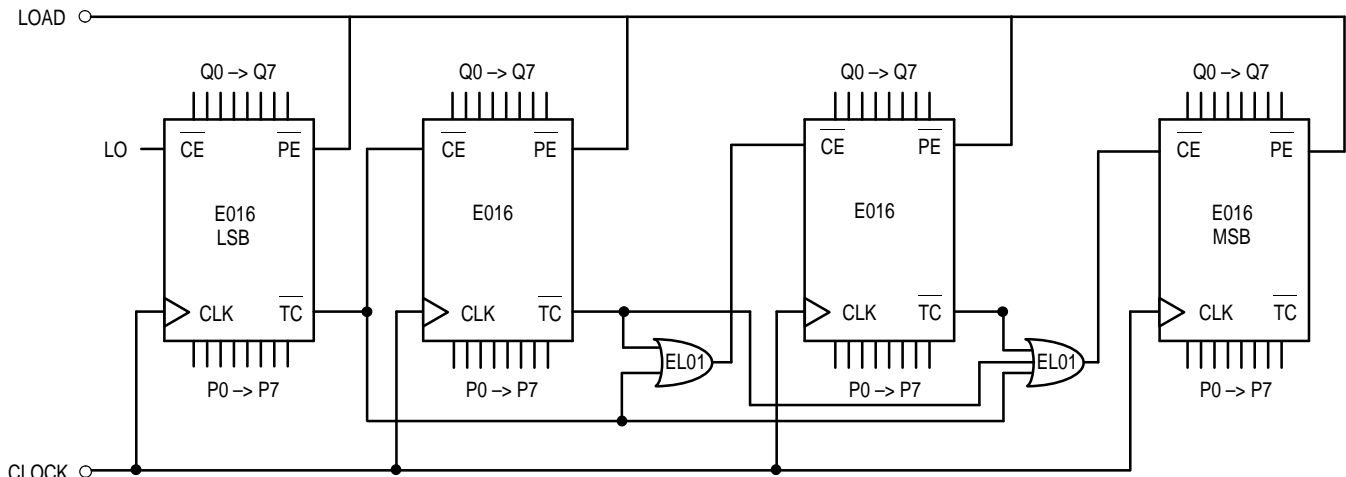 LOAD
Q0 –> Q7
Q0 –> Q7
Q0 –> Q7
Q0 –> Q7
LO
CE
PE
CE
PE
CE
PE
CE
PE
E016
LSB
E016
E016
E016
MSB
CLK
TC
CLK
TC
CLK
TC
CLK
TC
EL01
EL01
P0 –> P7
P0 –> P7
P0 –> P7
P0 –> P7
CLOCK